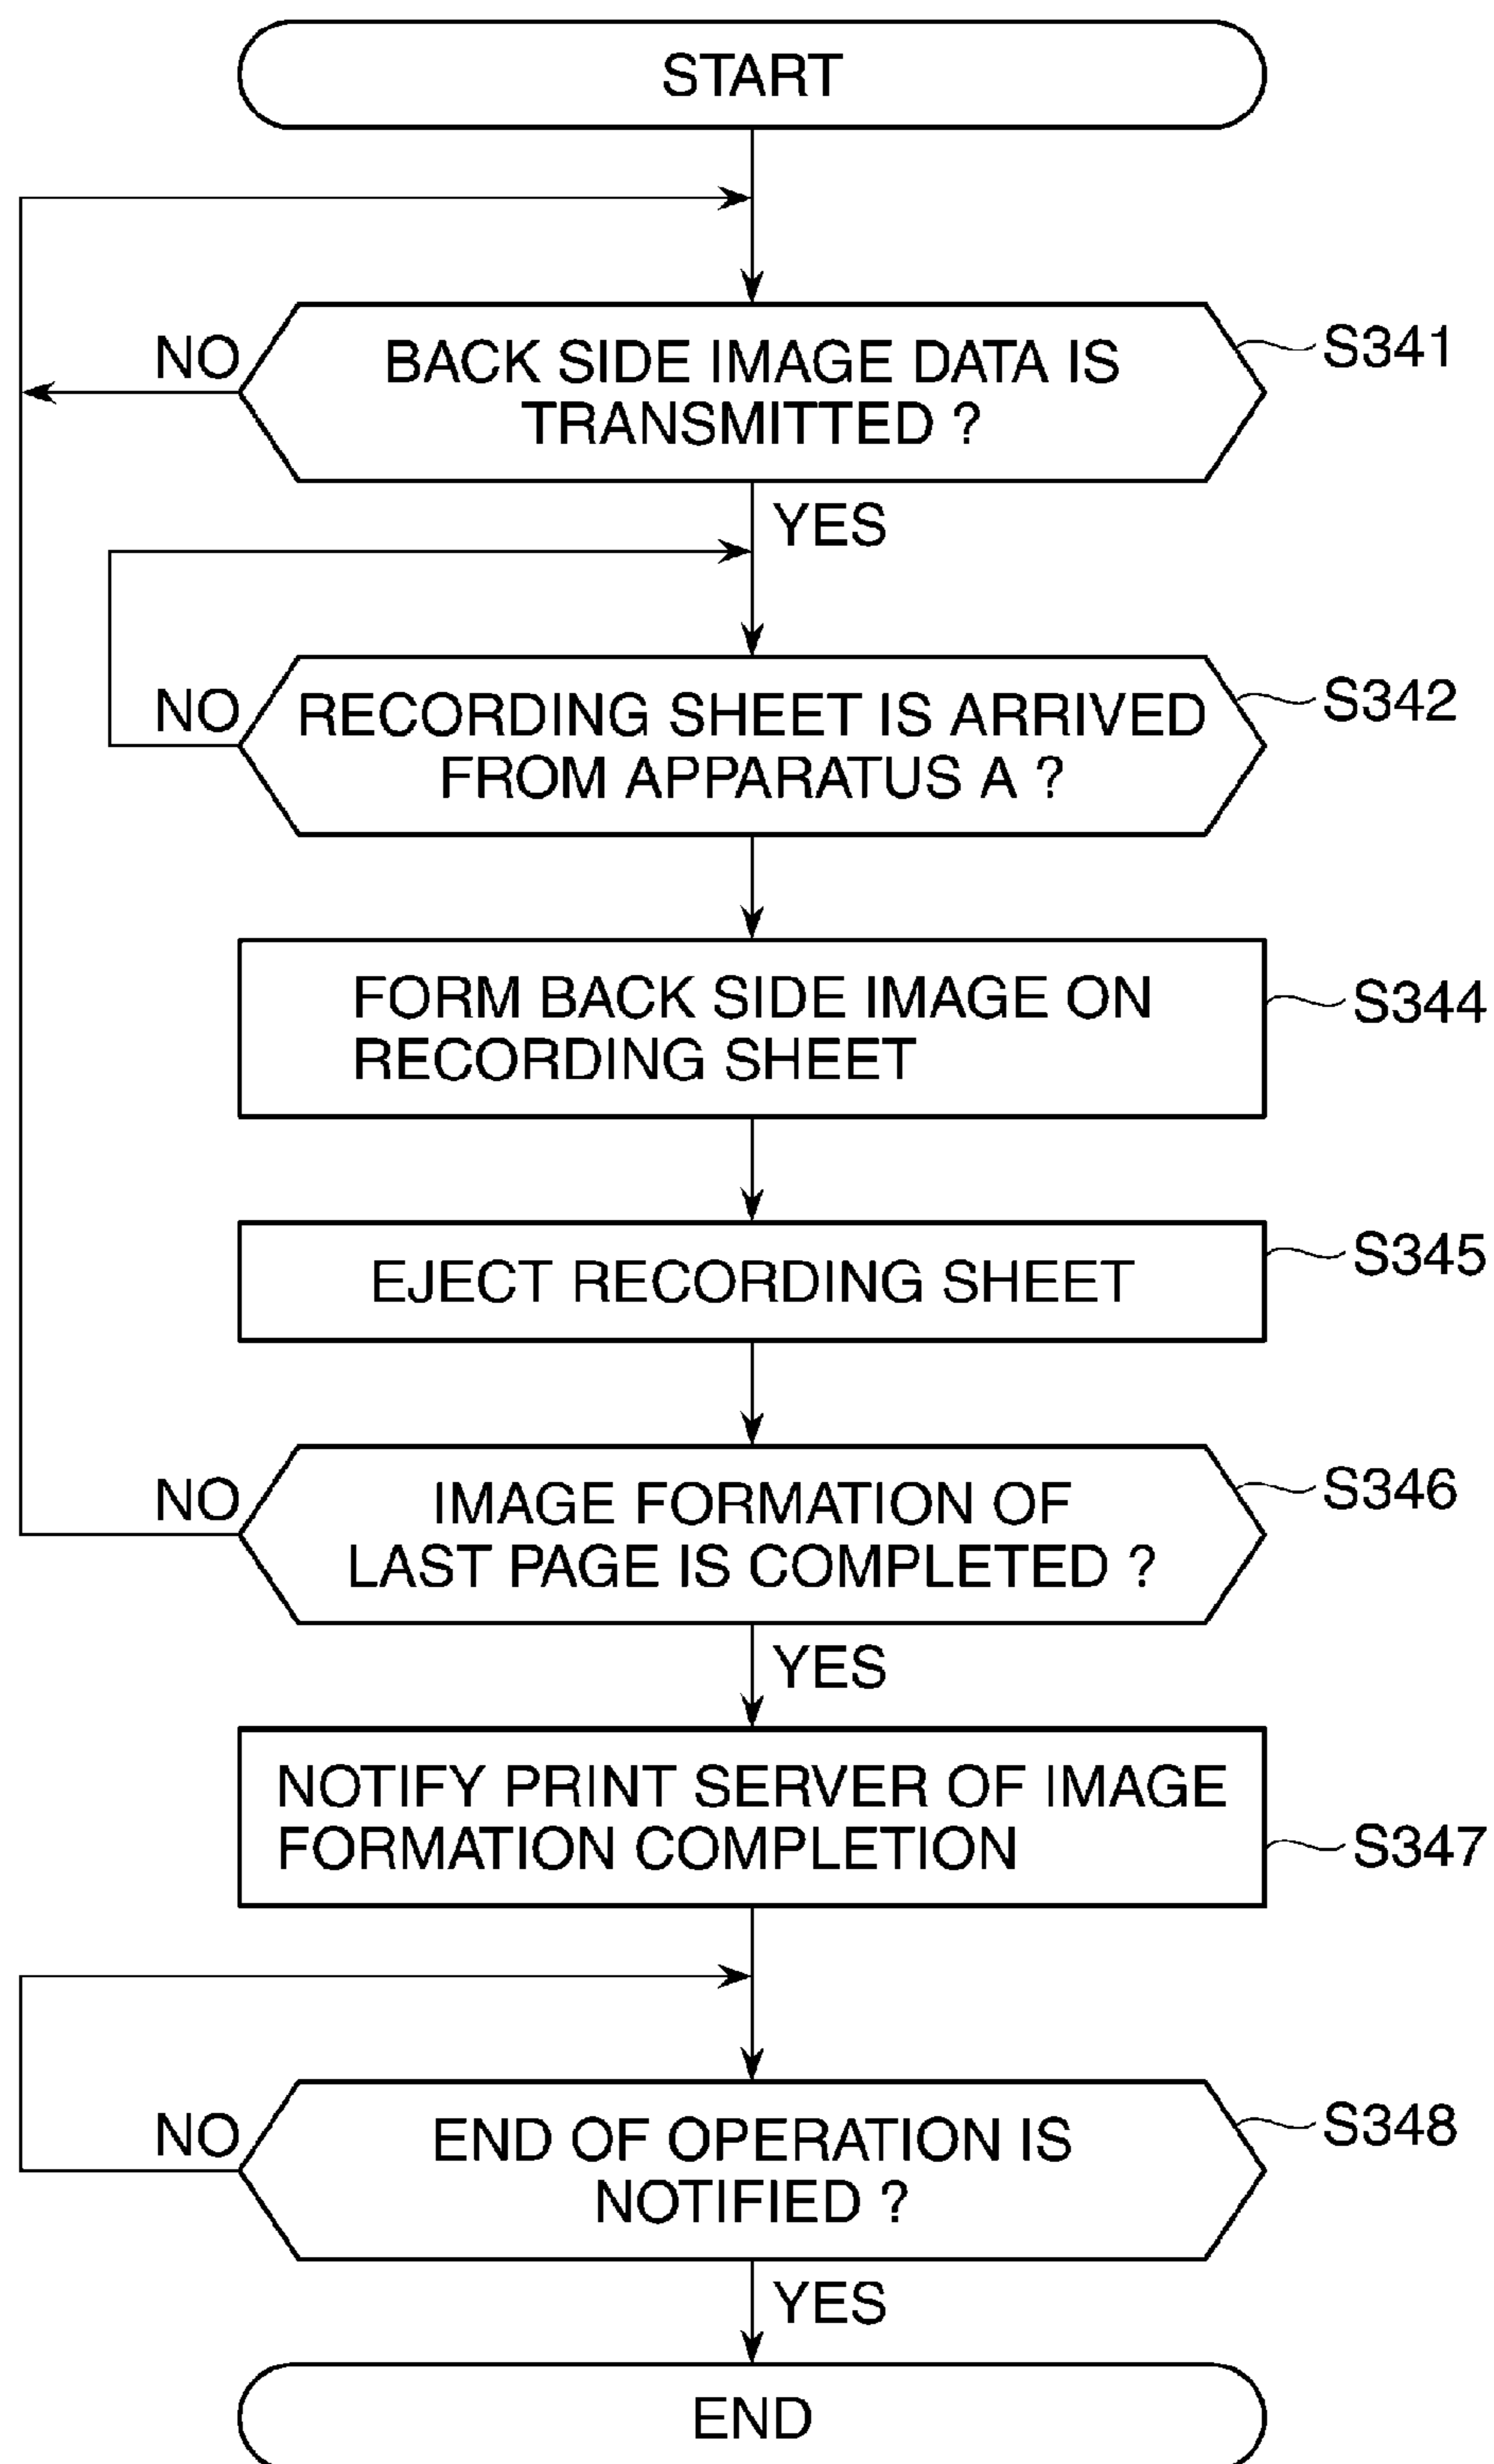 START
NO
BACK SIDE IMAGE DATA IS
TRANSMITTED ?
S341
YES
NO
RECORDING SHEET IS ARRIVED
FROM APPARATUS A ?
S342
FORM BACK SIDE IMAGE ON
RECORDING SHEET
S344
EJECT RECORDING SHEET
S345
NO
IMAGE FORMATION OF
LAST PAGE IS COMPLETED ?
S346
YES
NOTIFY PRINT SERVER OF IMAGE
FORMATION COMPLETION
S347
NO
END OF OPERATION IS
NOTIFIED ?
S348
YES
END